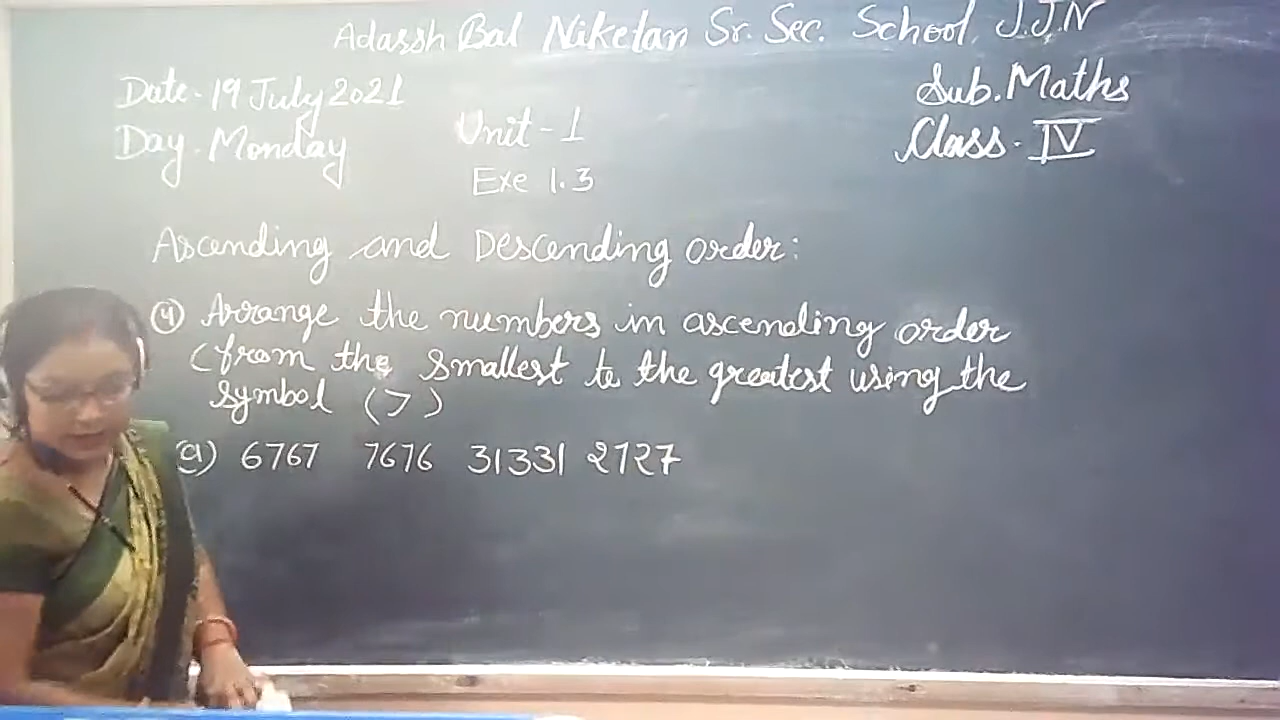 Adarsh Bal Niketan Sr. Sec. School, J.J.N
Date. 19 July 2021
Sub. Maths
Day. Monday
Unit - 1
Class. IV
Exe 1.3
Ascending and Descending order:
(4) Arrange the numbers in ascending order
(from the smallest to the greatest using the
symbol (>)
(a) 6767 7676 31331 2727